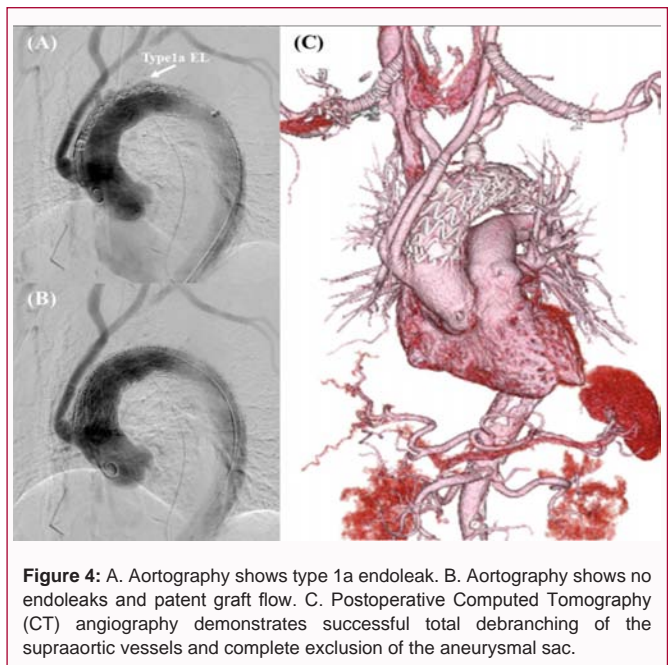 (A)
Type1a EL
(C)
(B)
Figure 4: A. Aortography shows type 1a endoleak. B. Aortography shows no
endoleaks and patent graft flow. C. Postoperative Computed Tomography
(CT) angiography demonstrates successful total debranching of the
supraaortic vessels and complete exclusion of the aneurysmal sac.